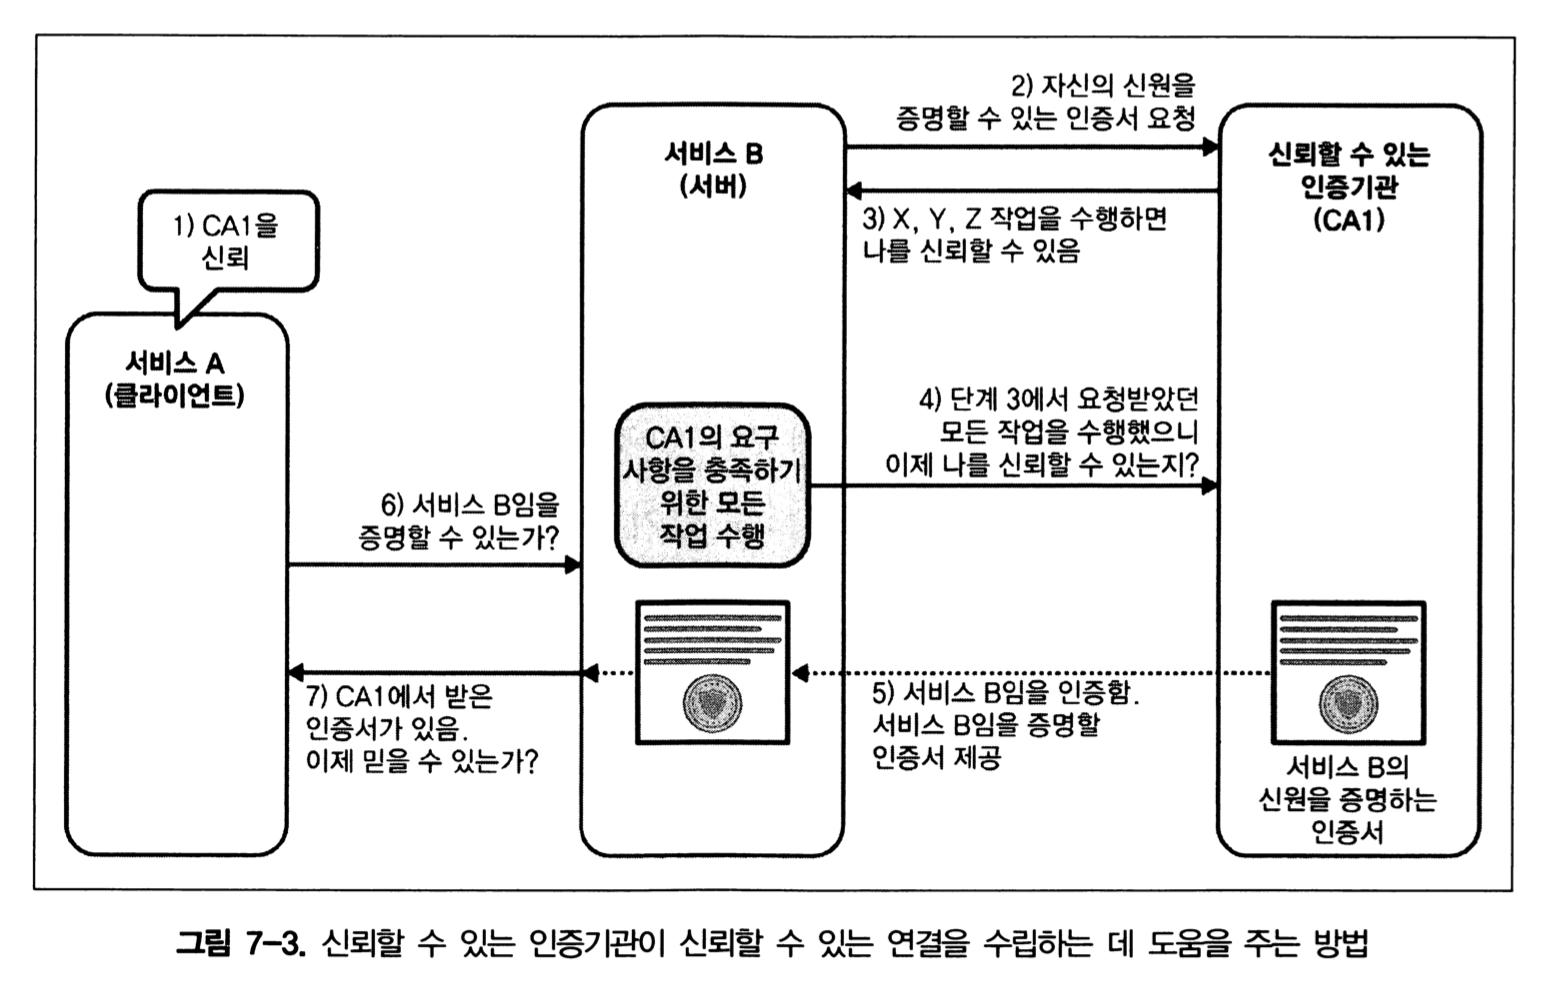 1) CA1을
신뢰
서비스 A
(클라이언트)
서비스 B
(서버)
2) 자신의 신원을
증명할 수 있는 인증서 요청
신뢰할 수 있는
인증기관
(CA1)
3) X, Y, Z 작업을 수행하면
나를 신뢰할 수 있음
CA1의 요구
사항을 충족하기
위한 모든
작업 수행
4) 단계 3에서 요청받았던
모든 작업을 수행했으니
이제 나를 신뢰할 수 있는지?
5) 서비스 B임을 인증함.
서비스 B임을 증명할
인증서 제공
서비스 B의
신원을 증명하는
인증서
6) 서비스 B임을
증명할 수 있는가?
7) CA1에서 받은
인증서가 있음.
이제 믿을 수 있는가?
그림 7-3. 신뢰할 수 있는 인증기관이 신뢰할 수 있는 연결을 수립하는 데 도움을 주는 방법